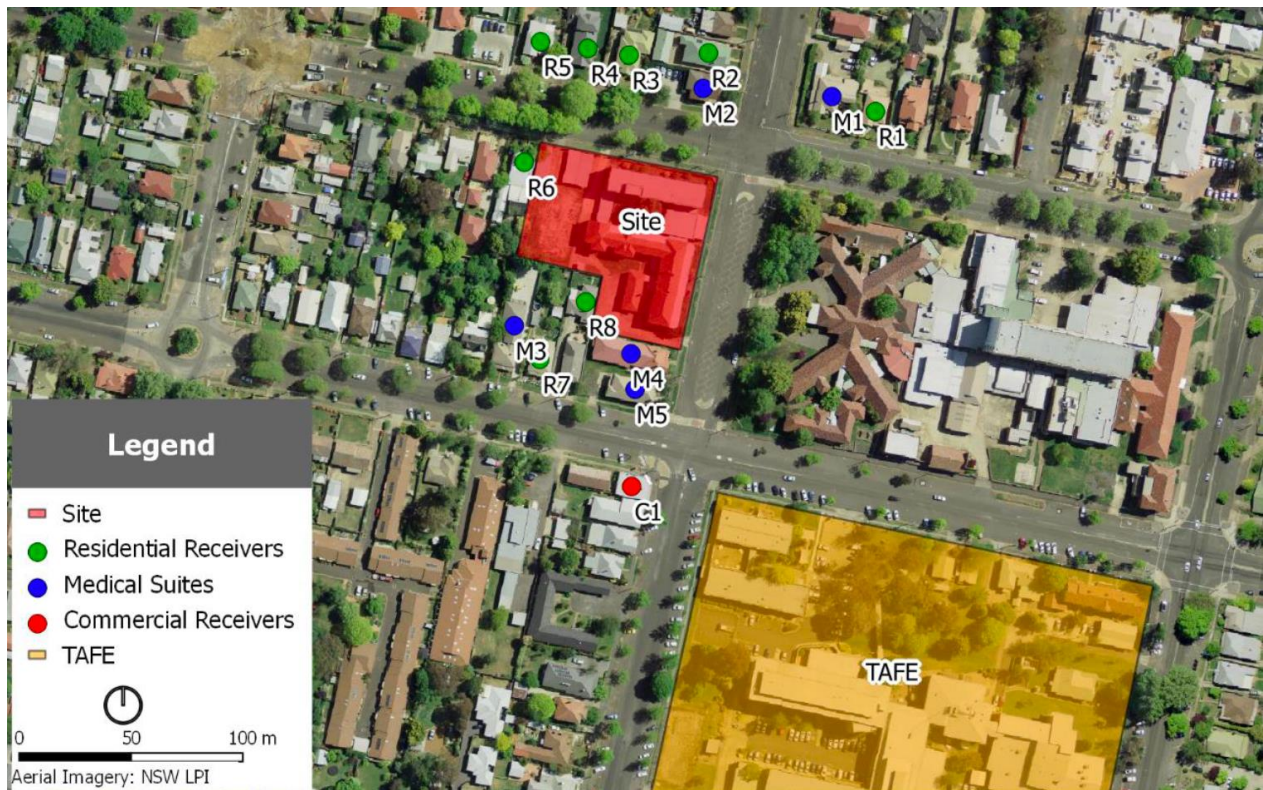 R5
R4
R3
R2
M2
M1
R1
R6
Site
R8
M3
R7
M4
M5
C1
TAFE
Legend
Site
Residential Receivers
Medical Suites
Commercial Receivers
TAFE
0 50 100 m
Aerial Imagery: NSW LPI